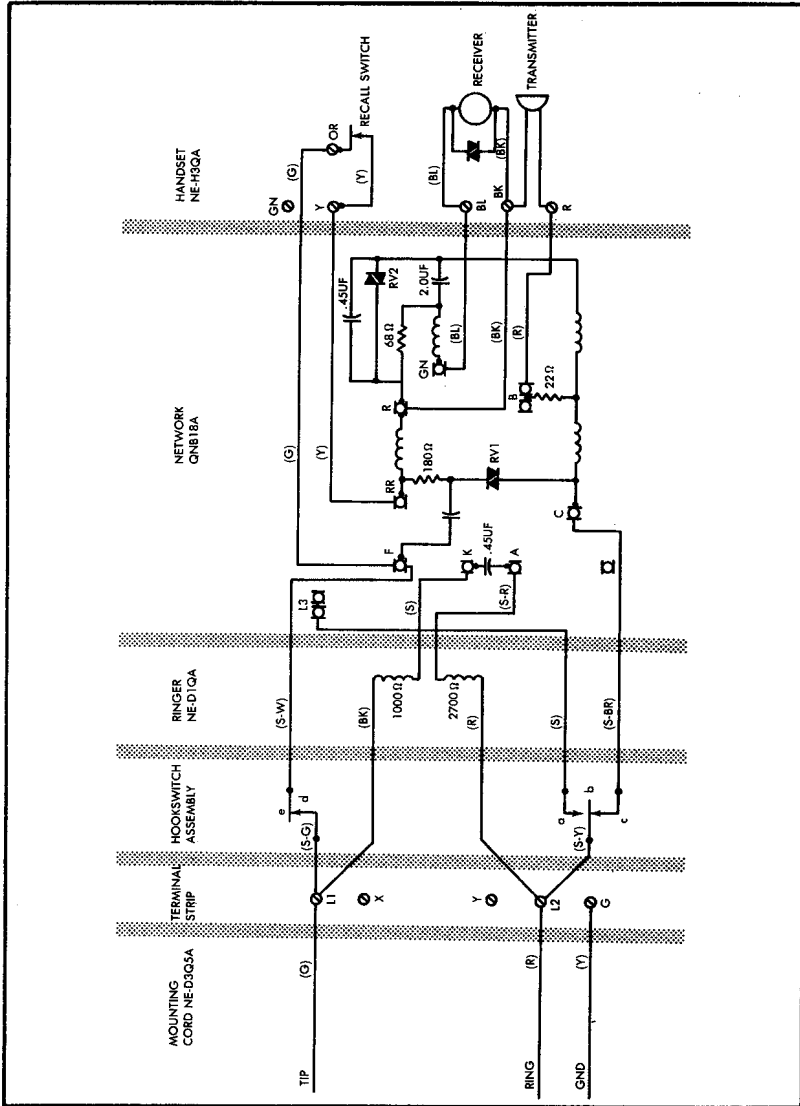 MOUNTING
CORD NE-D3Q5A
TERMINAL
STRIP
HOOKSWITCH
ASSEMBLY
RINGER
NE-D1QA
NETWORK
QNB18A
HANDSET
NE-H3QA
TIP
(G)
L1
X
Y
RING
(R)
L2
GND
(Y)
G
(S-G)
e
d
(S-W)
(BK)
1000Ω
2700Ω
(R)
a
b
c
(S-Y)
(S)
(S-BR)
L3
(S)
(S-R)
K
.45UF
A
F
(G)
(Y)
RR
180Ω
RV1
C
R
.45UF
RV2
68Ω
2.0UF
GN
(BL)
(BK)
(R)
B
22Ω
GN
Y
(G)
OR
(Y)
RECALL SWITCH
BL
(BL)
BK
(BK)
R
RECEIVER
TRANSMITTER